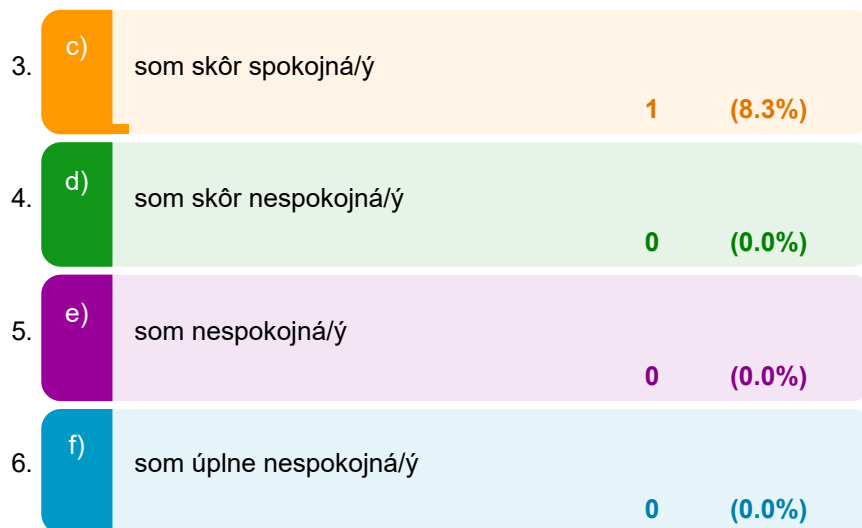 3. c) som skôr spokojná/ý
1 (8.3%)
4. d) som skôr nespokojná/ý
0 (0.0%)
5. e) som nespokojná/ý
0 (0.0%)
6. f) som úplne nespokojná/ý
0 (0.0%)